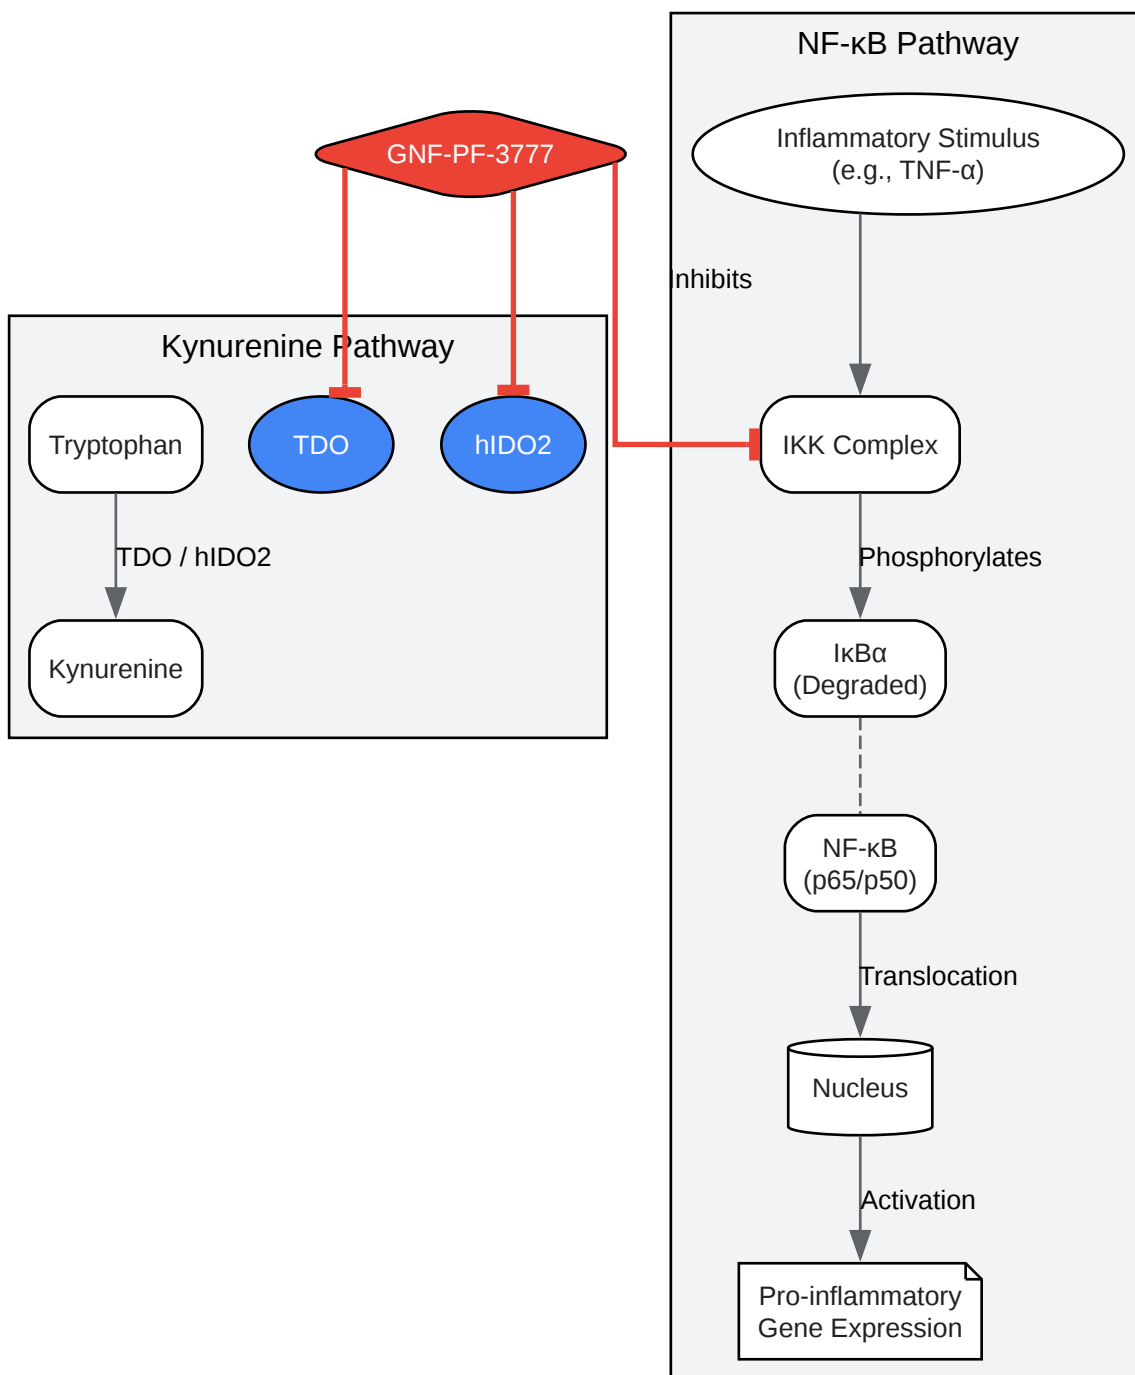 NF-κB Pathway
GNF-PF-3777
Inflammatory Stimulus
(e.g., TNF-α)
Inhibits
Kynurenine Pathway
Tryptophan
TDO
hIDO2
IKK Complex
TDO / hIDO2
Phosphorylates
Kynurenine
IκBα
(Degraded)
NF-κB
(p65/p50)
Translocation
Nucleus
Activation
Pro-inflammatory
Gene Expression